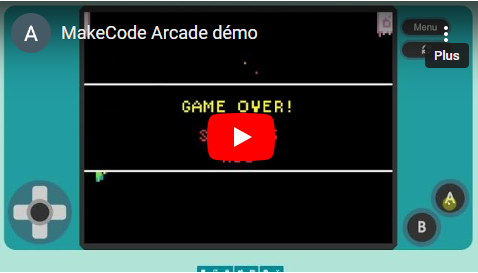 A
MakeCode Arcade démo
Menu
Plus
GAME OVER!
A
B